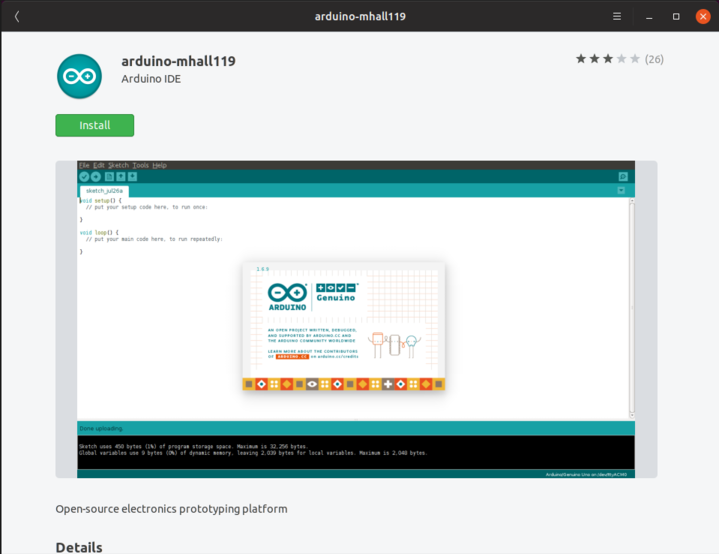 arduino-mhall119
arduino-mhall119
Arduino IDE
(26)
Install
File Edit Sketch Tools Help
sketch_jul26a
void setup() {
// put your setup code here, to run once:
}
void loop() {
// put your main code here, to run repeatedly:
}
1.6.9
ARDUINO
Genuino
AN OPEN PROJECT WRITTEN, DEBUGGED,
AND SUPPORTED BY ARDUINO.CC AND
THE ARDUINO COMMUNITY WORLDWIDE
LEARN MORE ABOUT THE CONTRIBUTORS
OF ARDUINO.CC on arduino.cc/credits
Done uploading.
Sketch uses 450 bytes (1%) of program storage space. Maximum is 32,256 bytes.
Global variables use 9 bytes (0%) of dynamic memory, leaving 2,039 bytes for local variables. Maximum is 2,048 bytes.
Arduino/Genuino Uno on /dev/ttyACM0
Open-source electronics prototyping platform
Details